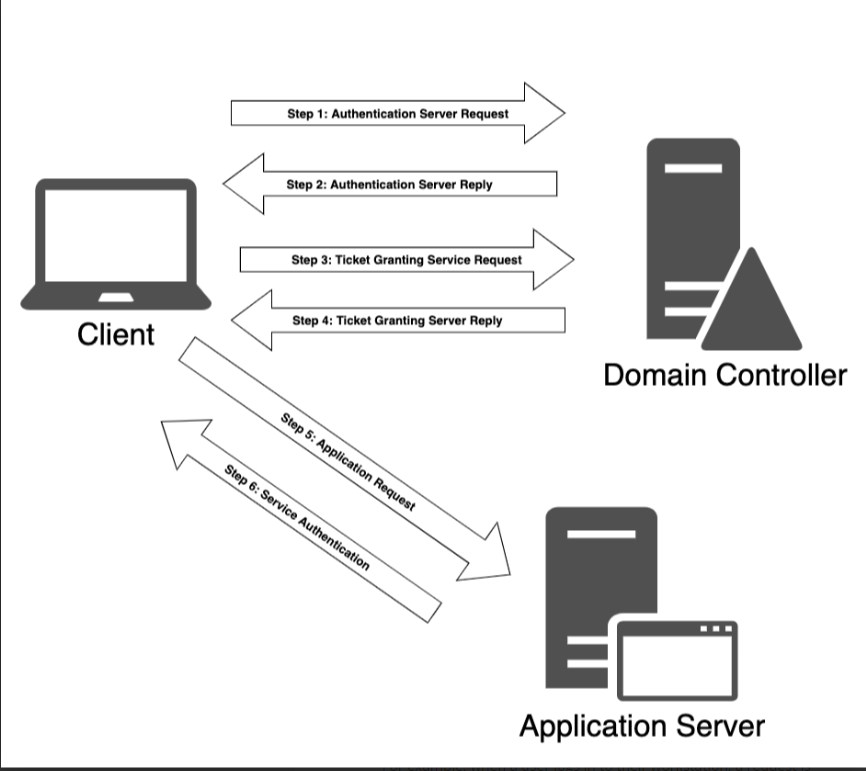 Step 1: Authentication Server Request
Step 2: Authentication Server Reply
Step 3: Ticket Granting Service Request
Step 4: Ticket Granting Server Reply
Client
Domain Controller
Step 5: Application Request
Step 6: Service Authentication
Application Server